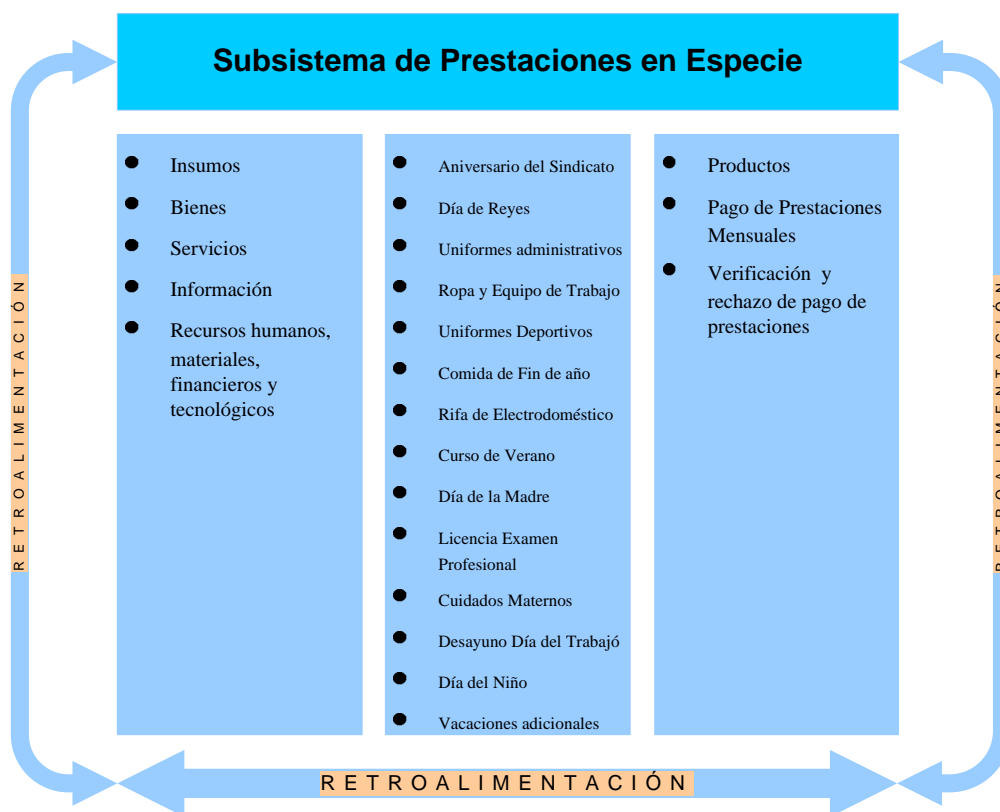 Subsistema de Prestaciones en Especie
Insumos
Bienes
Servicios
Información
Recursos humanos,
materiales,
financieros y
tecnológicos
Aniversario del Sindicato
Día de Reyes
Uniformes administrativos
Ropa y Equipo de Trabajo
Uniformes Deportivos
Comida de Fin de año
Rifa de Electrodoméstico
Curso de Verano
Día de la Madre
Licencia Examen
Profesional
Cuidados Maternos
Desayuno Día del Trabajó
Día del Niño
Vacaciones adicionales
Productos
Pago de Prestaciones
Mensuales
Verificación y
rechazo de pago de
prestaciones
RETROALIMENTACIÓN
RETROALIMENTACIÓN
RETROALIMENTACIÓN